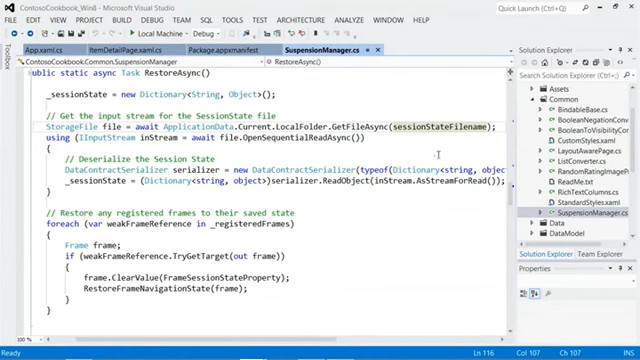 ContosoCookbook_Win8 - Microsoft Visual Studio
Quick Launch (Ctrl+Q)
FILE EDIT VIEW PROJECT BUILD DEBUG TEAM SQL TOOLS TEST ARCHITECTURE ANALYZE WINDOW HELP
Local Machine Debug
Toolbox
App.xaml.cs ItemDetailPage.xaml.cs Package.appxmanifest SuspensionManager.cs
ContosoCookbook.Common.SuspensionManager RestoreAsync()
public static async Task RestoreAsync()
_sessionState = new Dictionary<String, Object>();
// Get the input stream for the SessionState file
StorageFile file = await ApplicationData.Current.LocalFolder.GetFileAsync(sessionStateFilename);
using (IInputStream inStream = await file.OpenSequentialReadAsync())
{
// Deserialize the Session State
DataContractSerializer serializer = new DataContractSerializer(typeof(Dictionary<string, objec
_sessionState = (Dictionary<string, object>)serializer.ReadObject(inStream.AsStreamForRead());
}
// Restore any registered frames to their saved state
foreach (var weakFrameReference in _registeredFrames)
{
Frame frame;
if (weakFrameReference.TryGetTarget(out frame))
{
frame.ClearValue(FrameSessionStateProperty);
RestoreFrameNavigationState(frame);
}
}
100 %
Solution Explorer
Assets
Common
BindableBase.cs
BooleanNegationConver
BooleanToVisibilityCon
CustomStyles.xaml
LayoutAwarePage.cs
ListConverter.cs
RandomRatingImagePa
ReadMe.txt
RichTextColumns.cs
StandardStyles.xaml
SuspensionManager.cs
Data
DataModel
Solution Explorer Team Explorer
Properties
Ready Ln 116 Col 107 Ch 107 INS